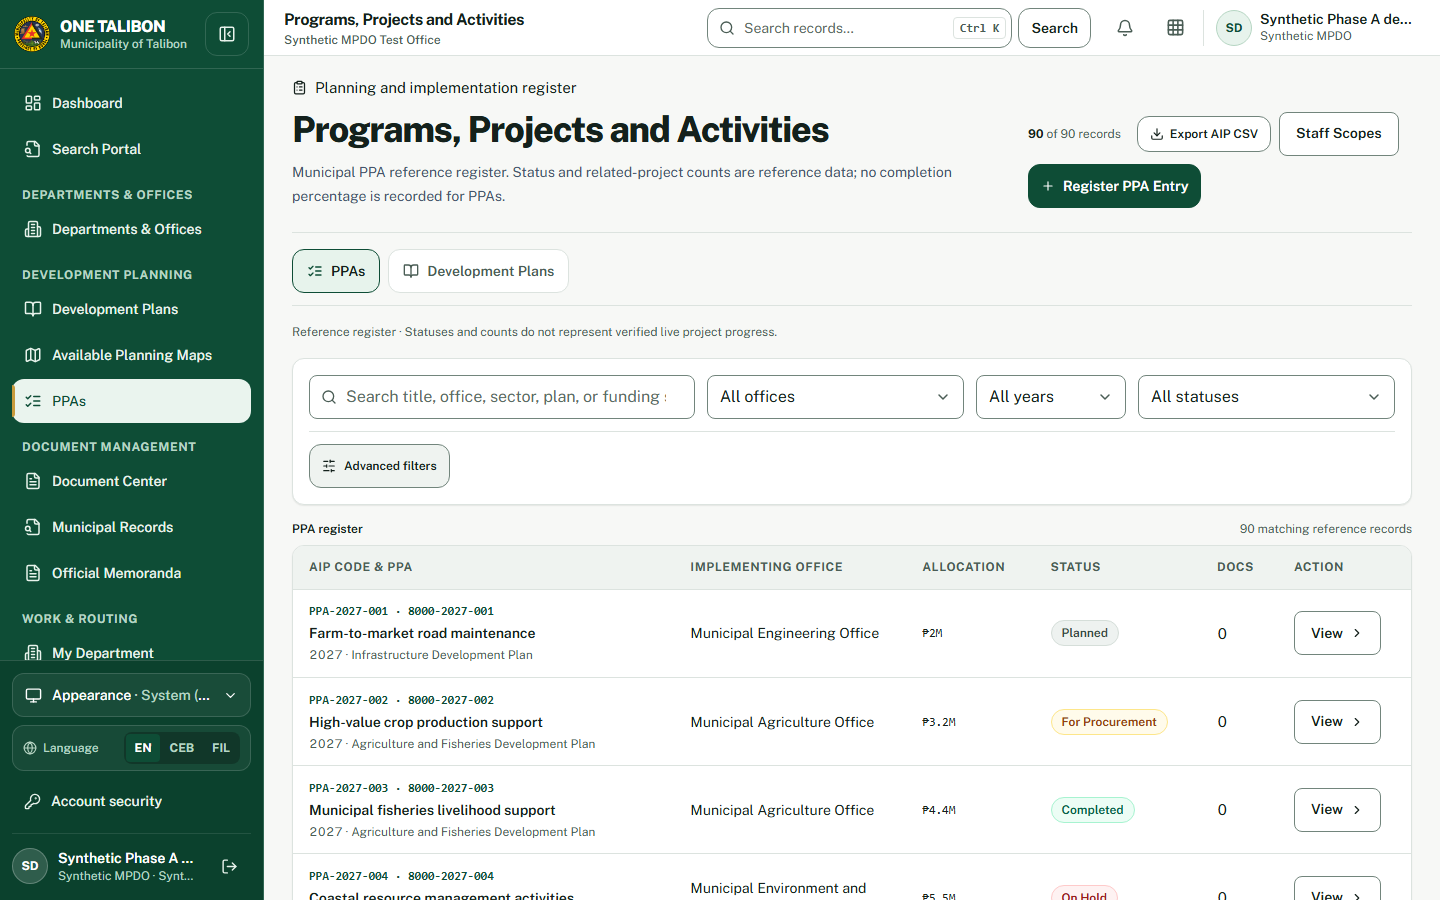 ONE TALIBON
Municipality of Talibon
Dashboard
Search Portal
DEPARTMENTS & OFFICES
Departments & Offices
DEVELOPMENT PLANNING
Development Plans
Available Planning Maps
PPAs
DOCUMENT MANAGEMENT
Document Center
Municipal Records
Official Memoranda
WORK & ROUTING
My Department
Appearance · System (...
Language EN CEB FIL
Account security
SD
Synthetic Phase A ...
Synthetic MPDO · Synt...
Programs, Projects and Activities
Synthetic MPDO Test Office
Search records... Ctrl K
Search
SD
Synthetic Phase A de...
Synthetic MPDO
Planning and implementation register
Programs, Projects and Activities
Municipal PPA reference register. Status and related-project counts are reference data; no completion
percentage is recorded for PPAs.
90 of 90 records
Export AIP CSV
Staff Scopes
+ Register PPA Entry
PPAs
Development Plans
Reference register · Statuses and counts do not represent verified live project progress.
Search title, office, sector, plan, or funding
All offices
All years
All statuses
Advanced filters
PPA register
90 matching reference records
AIP CODE & PPA IMPLEMENTING OFFICE ALLOCATION STATUS DOCS ACTION
PPA-2027-001 · 8000-2027-001
Farm-to-market road maintenance
2027 · Infrastructure Development Plan
Municipal Engineering Office
₱2M
Planned
0
View
PPA-2027-002 · 8000-2027-002
High-value crop production support
2027 · Agriculture and Fisheries Development Plan
Municipal Agriculture Office
₱3.2M
For Procurement
0
View
PPA-2027-003 · 8000-2027-003
Municipal fisheries livelihood support
2027 · Agriculture and Fisheries Development Plan
Municipal Agriculture Office
₱4.4M
Completed
0
View
PPA-2027-004 · 8000-2027-004
Coastal resource management activities
Municipal Environment and
₱5.5M
On Hold
0
View